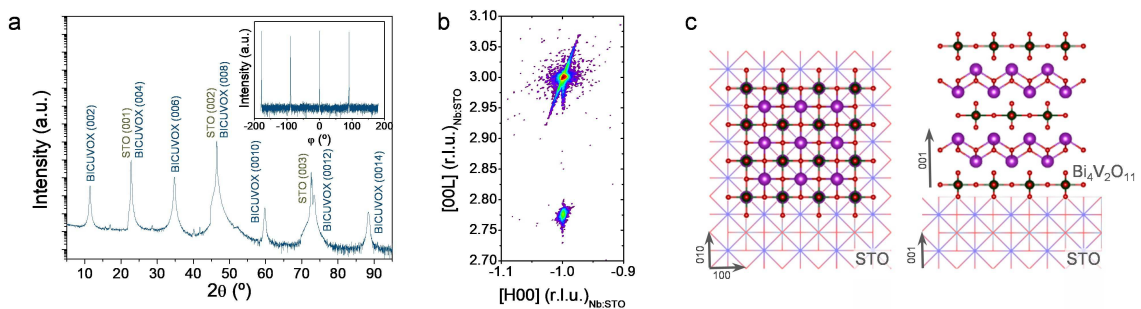 a
Intensity (a.u.)
BICUVOX (002)
STO (001)
BICUVOX (004)
BICUVOX (006)
STO (002)
BICUVOX (008)
BICUVOX (0010)
STO (003)
BICUVOX (0012)
BICUVOX (0014)
10 20 30 40 50 60 70 80 90
2θ (º)
Intensity (a.u.)
-200 -100 0 100 200
φ (º)
b
[00L] (r.l.u.)Nb:STO
3.10
3.05
3.00
2.95
2.90
2.85
2.80
2.75
2.70
-1.1 -1.0 -0.9
[H00] (r.l.u.)Nb:STO
c
010
100
STO
001
Bi4V2O11
001
STO